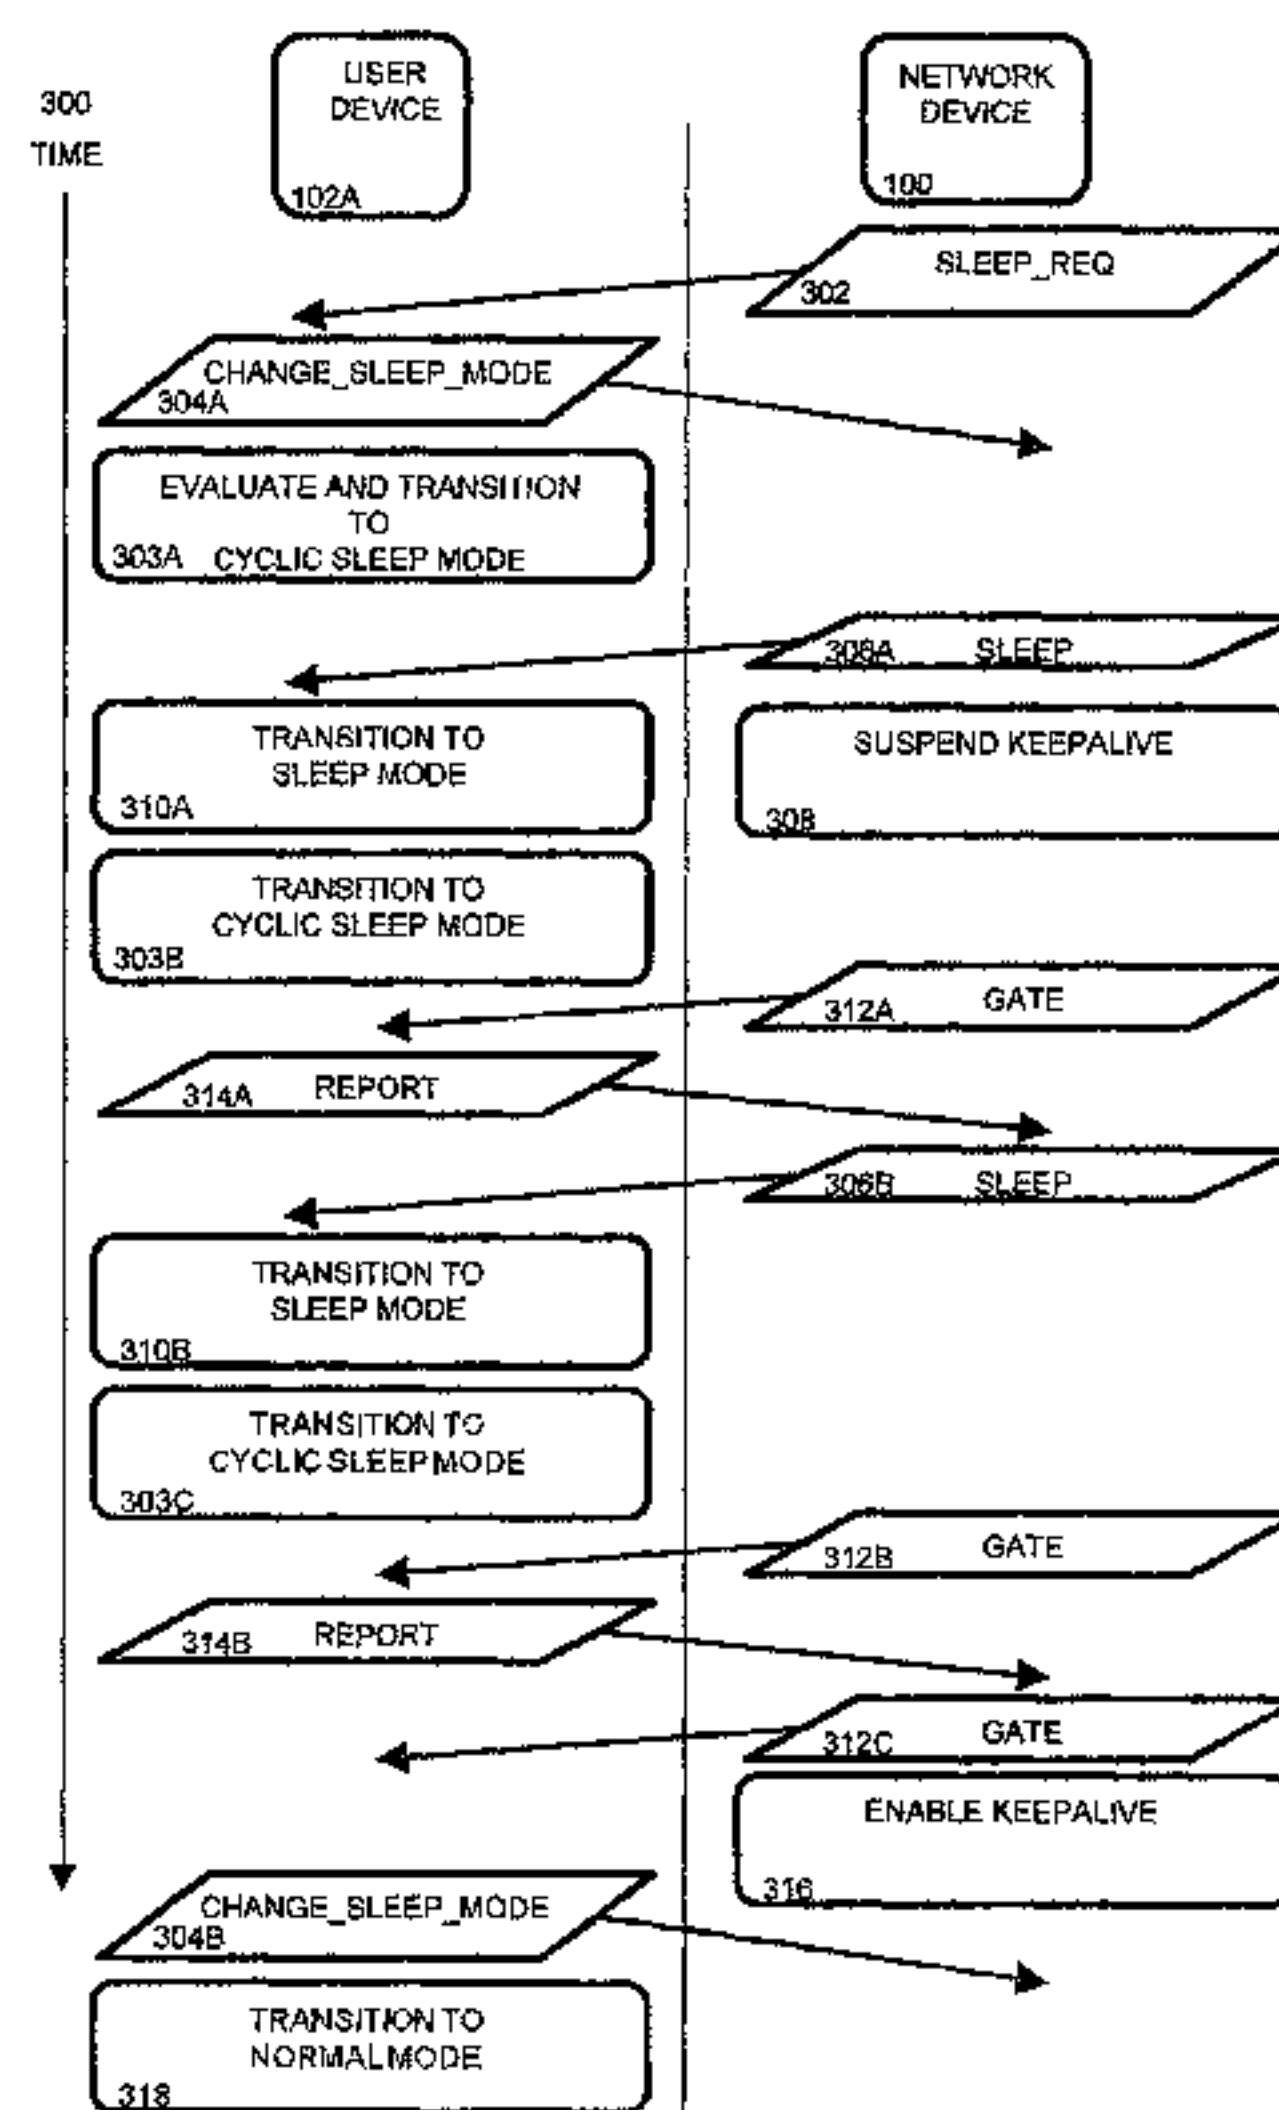 300
TIME
USER
DEVICE
102A
NETWORK
DEVICE
100
SLEEP_REQ
302
CHANGE_SLEEP_MODE
304A
EVALUATE AND TRANSITION
TO
303A CYCLIC SLEEP MODE
306A SLEEP
TRANSITION TO
SLEEP MODE
310A
SUSPEND KEEPALIVE
308
TRANSITION TO
CYCLIC SLEEP MODE
303B
312A GATE
314A REPORT
306B SLEEP
TRANSITION TO
SLEEP MODE
310B
TRANSITION TO
CYCLIC SLEEP MODE
303C
312B GATE
314B REPORT
312C GATE
ENABLE KEEPALIVE
316
CHANGE_SLEEP_MODE
304B
TRANSITION TO
NORMAL MODE
318